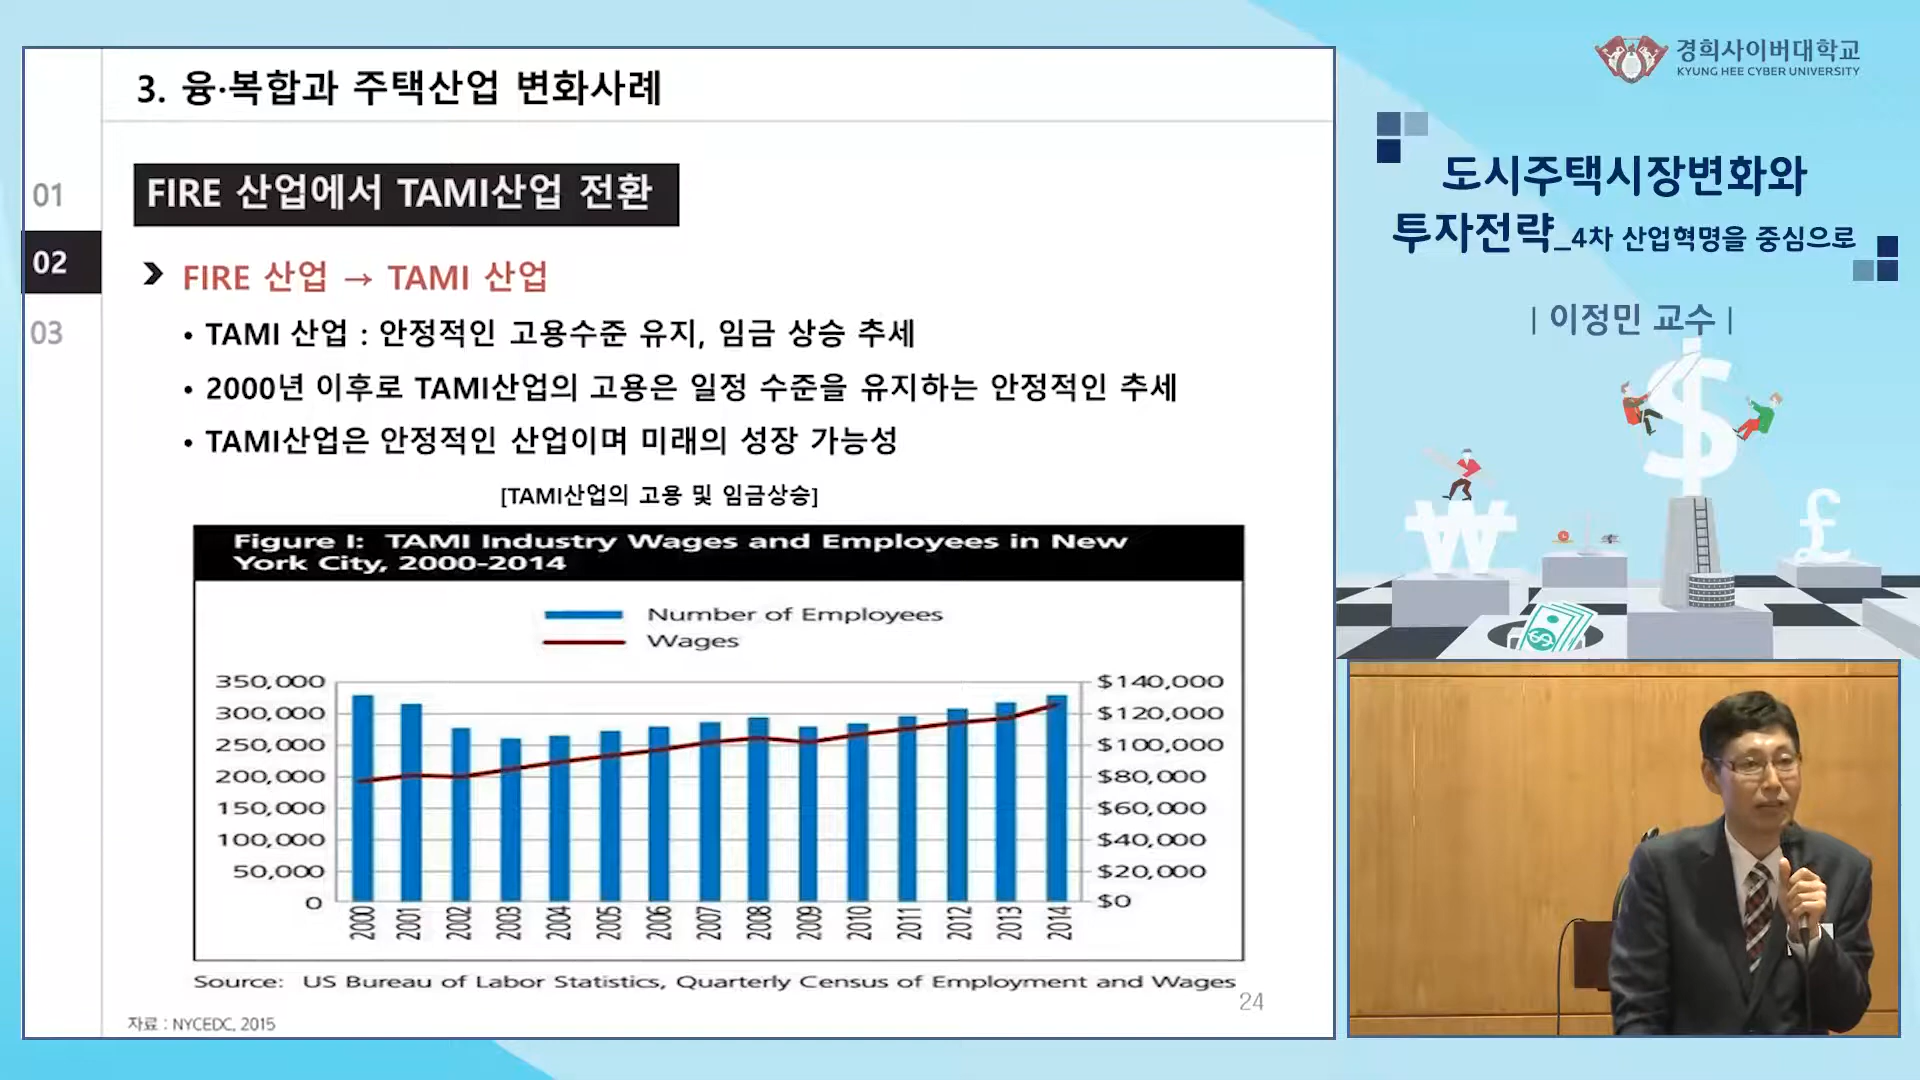 3. 융·복합과 주택산업 변화사례
01
02
03
FIRE 산업에서 TAMI산업 전환
FIRE 산업 → TAMI 산업
• TAMI 산업 : 안정적인 고용수준 유지, 임금 상승 추세
• 2000년 이후로 TAMI산업의 고용은 일정 수준을 유지하는 안정적인 추세
• TAMI산업은 안정적인 산업이며 미래의 성장 가능성
[TAMI산업의 고용 및 임금상승]
Figure I: TAMI Industry Wages and Employees in New
York City, 2000-2014
Number of Employees
Wages
350,000 $140,000
300,000 $120,000
250,000 $100,000
200,000 $80,000
150,000 $60,000
100,000 $40,000
50,000 $20,000
0 $0
2000 2001 2002 2003 2004 2005 2006 2007 2008 2009 2010 2011 2012 2013 2014
Source: US Bureau of Labor Statistics, Quarterly Census of Employment and Wages
24
자료 : NYCEDC, 2015
경희사이버대학교
KYUNG HEE CYBER UNIVERSITY
도시주택시장변화와
투자전략_4차 산업혁명을 중심으로
| 이정민 교수 |